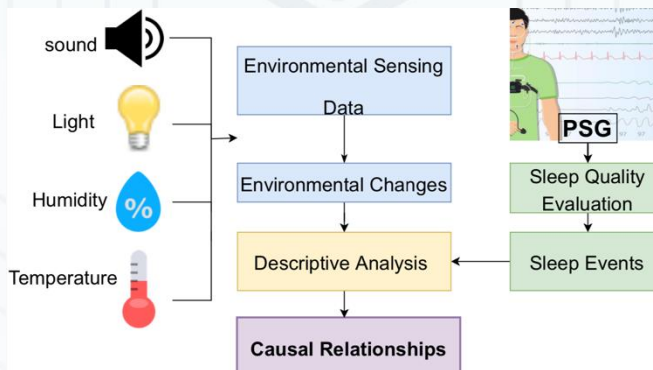 sound
Light
Humidity
%
Temperature
Environmental Sensing
Data
Environmental Changes
Descriptive Analysis
Causal Relationships
PSG
Sleep Quality
Evaluation
Sleep Events